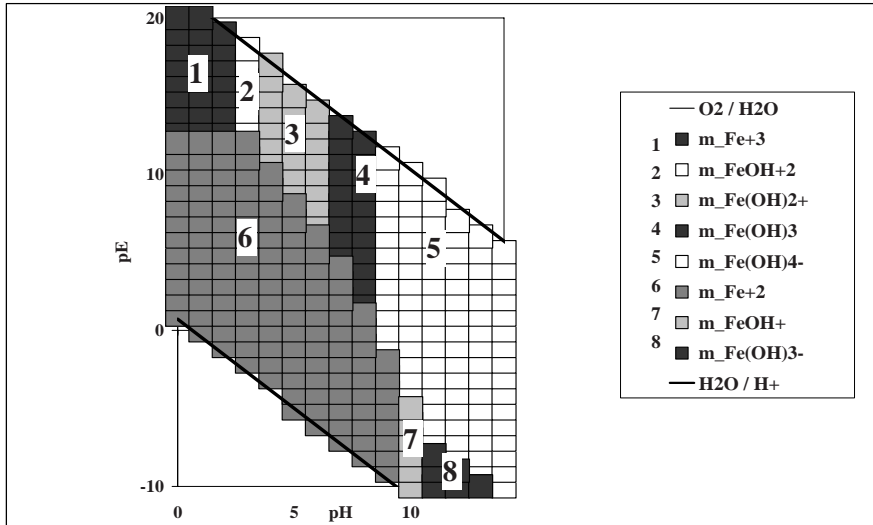 20
10
0
-10
pE
0
5
pH
10
1
2
3
4
5
6
7
8
O2 / H2O
1 m_Fe+3
2 m_FeOH+2
3 m_Fe(OH)2+
4 m_Fe(OH)3
5 m_Fe(OH)4-
6 m_Fe+2
7 m_FeOH+
8 m_Fe(OH)3-
H2O / H+